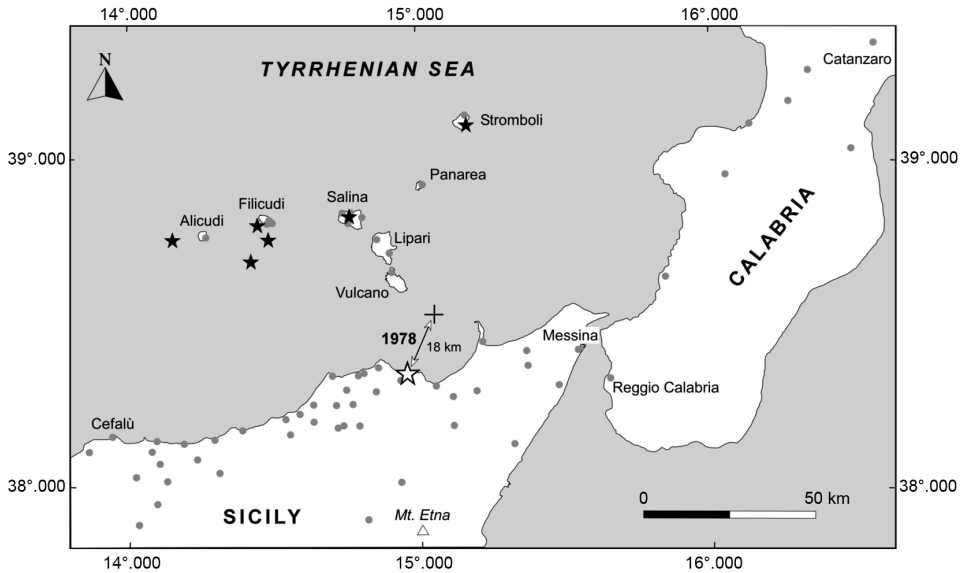 14°.000 15°.000 16°.000
N
TYRRHENIAN SEA
Catanzaro
Stromboli
39°.000 39°.000
Panarea
Salina
Filicudi
Alicudi
Lipari
CALABRIA
Vulcano
1978
18 km
Messina
Reggio Calabria
Cefalù
38°.000 38°.000
0 50 km
SICILY
Mt. Etna
14°.000 15°.000 16°.000